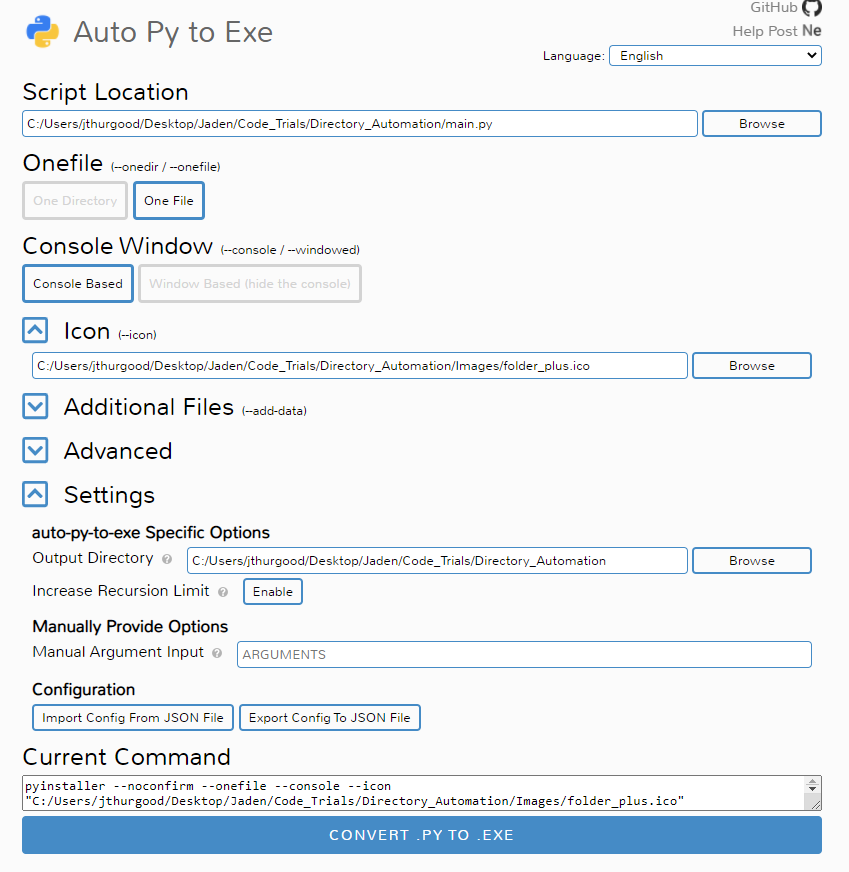 GitHub
Auto Py to Exe
Help Post Ne
Language: English
Script Location
C:/Users/jthurgood/Desktop/Jaden/Code_Trials/Directory_Automation/main.py Browse
Onefile (--onedir / --onefile)
One Directory One File
Console Window (--console / --windowed)
Console Based Window Based (hide the console)
Icon (--icon)
C:/Users/jthurgood/Desktop/Jaden/Code_Trials/Directory_Automation/Images/folder_plus.ico Browse
Additional Files (--add-data)
Advanced
Settings
auto-py-to-exe Specific Options
Output Directory ? C:/Users/jthurgood/Desktop/Jaden/Code_Trials/Directory_Automation Browse
Increase Recursion Limit ? Enable
Manually Provide Options
Manual Argument Input ? ARGUMENTS
Configuration
Import Config From JSON File Export Config To JSON File
Current Command
pyinstaller --noconfirm --onefile --console --icon
"C:/Users/jthurgood/Desktop/Jaden/Code_Trials/Directory_Automation/Images/folder_plus.ico"
CONVERT .PY TO .EXE